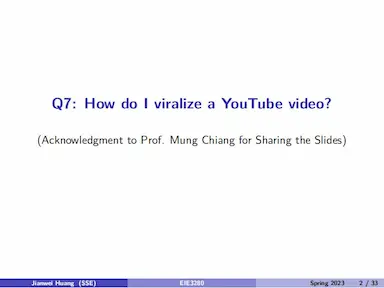 Q7: How do I viralize a YouTube video?
(Acknowledgment to Prof. Mung Chiang for Sharing the Slides)
Jianwei Huang (SSE) EIE3280 Spring 2023 2 / 33